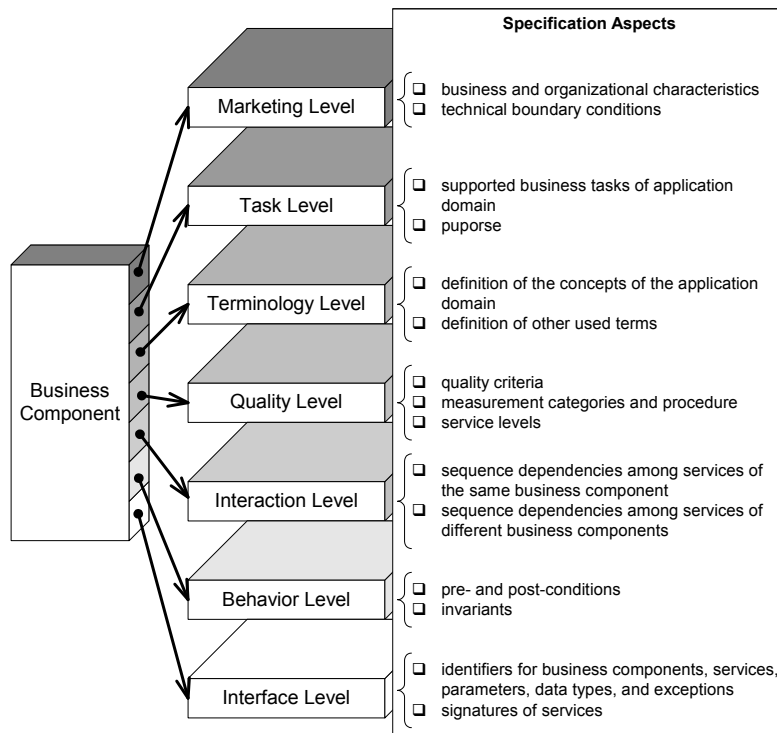 Specification Aspects
Marketing Level
❑ business and organizational characteristics
❑ technical boundary conditions
Task Level
❑ supported business tasks of application
domain
❑ puporse
Terminology Level
❑ definition of the concepts of the application
domain
❑ definition of other used terms
Business
Component
Quality Level
❑ quality criteria
❑ measurement categories and procedure
❑ service levels
Interaction Level
❑ sequence dependencies among services of
the same business component
❑ sequence dependencies among services of
different business components
Behavior Level
❑ pre- and post-conditions
❑ invariants
Interface Level
❑ identifiers for business components, services,
parameters, data types, and exceptions
❑ signatures of services